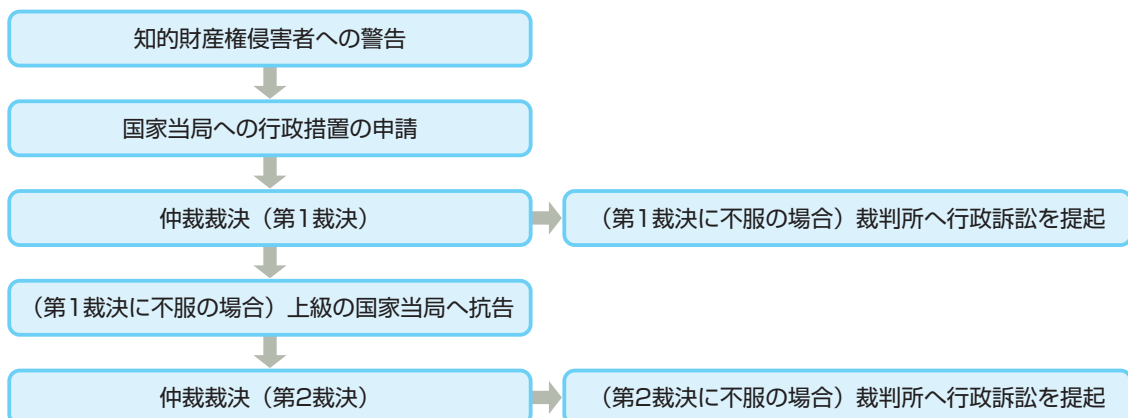 知的財産権侵害者への警告
国家当局への行政措置の申請
仲裁裁決（第1裁決）
（第1裁決に不服の場合）裁判所へ行政訴訟を提起
（第1裁決に不服の場合）上級の国家当局へ抗告
仲裁裁決（第2裁決）
（第2裁決に不服の場合）裁判所へ行政訴訟を提起